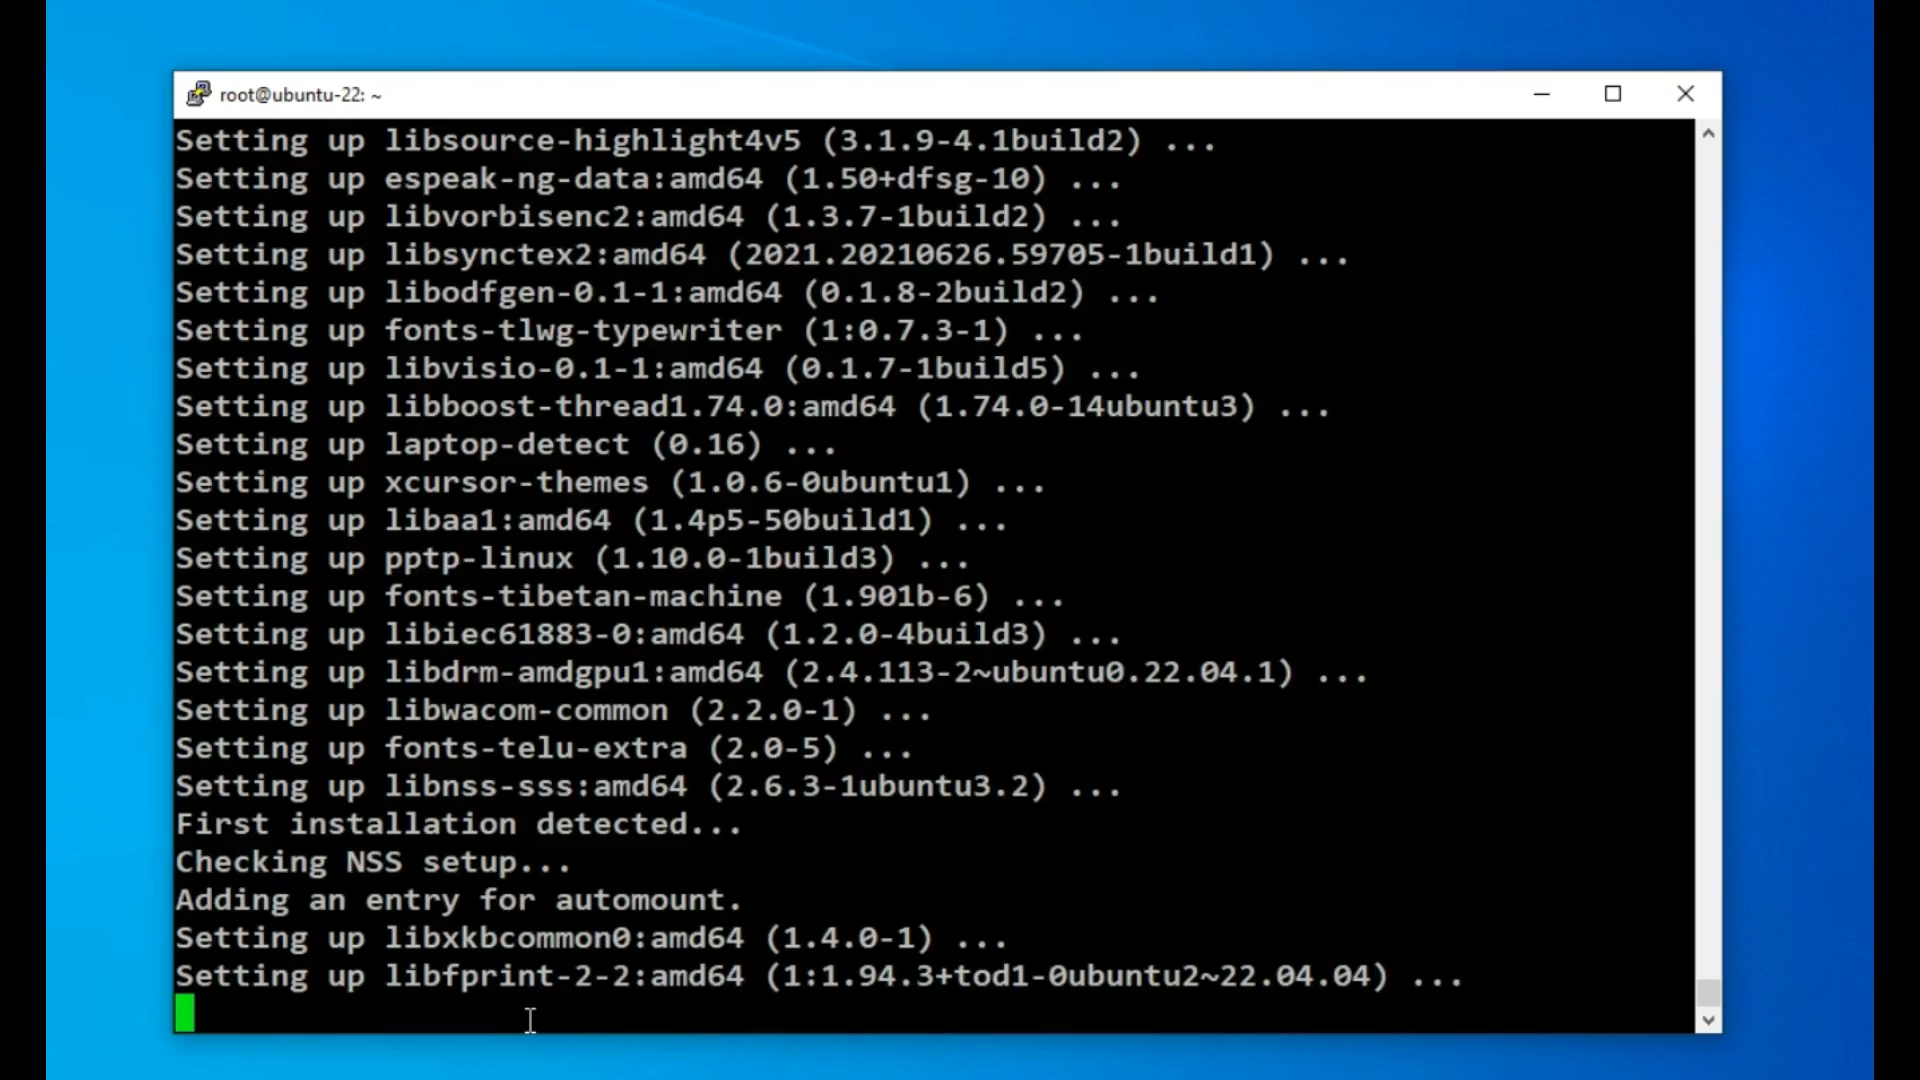 root@ubuntu-22: ~
Setting up libsource-highlight4v5 (3.1.9-4.1build2) ...
Setting up espeak-ng-data:amd64 (1.50+dfsg-10) ...
Setting up libvorbisenc2:amd64 (1.3.7-1build2) ...
Setting up libsynctex2:amd64 (2021.20210626.59705-1build1) ...
Setting up libodfgen-0.1-1:amd64 (0.1.8-2build2) ...
Setting up fonts-tlwg-typewriter (1:0.7.3-1) ...
Setting up libvisio-0.1-1:amd64 (0.1.7-1build5) ...
Setting up libboost-thread1.74.0:amd64 (1.74.0-14ubuntu3) ...
Setting up laptop-detect (0.16) ...
Setting up xcursor-themes (1.0.6-0ubuntu1) ...
Setting up libaa1:amd64 (1.4p5-50build1) ...
Setting up pptp-linux (1.10.0-1build3) ...
Setting up fonts-tibetan-machine (1.901b-6) ...
Setting up libiec61883-0:amd64 (1.2.0-4build3) ...
Setting up libdrm-amdgpu1:amd64 (2.4.113-2~ubuntu0.22.04.1) ...
Setting up libwacom-common (2.2.0-1) ...
Setting up fonts-telu-extra (2.0-5) ...
Setting up libnss-sss:amd64 (2.6.3-1ubuntu3.2) ...
First installation detected...
Checking NSS setup...
Adding an entry for automount.
Setting up libxkbcommon0:amd64 (1.4.0-1) ...
Setting up libfprint-2-2:amd64 (1:1.94.3+tod1-0ubuntu2~22.04.04) ...